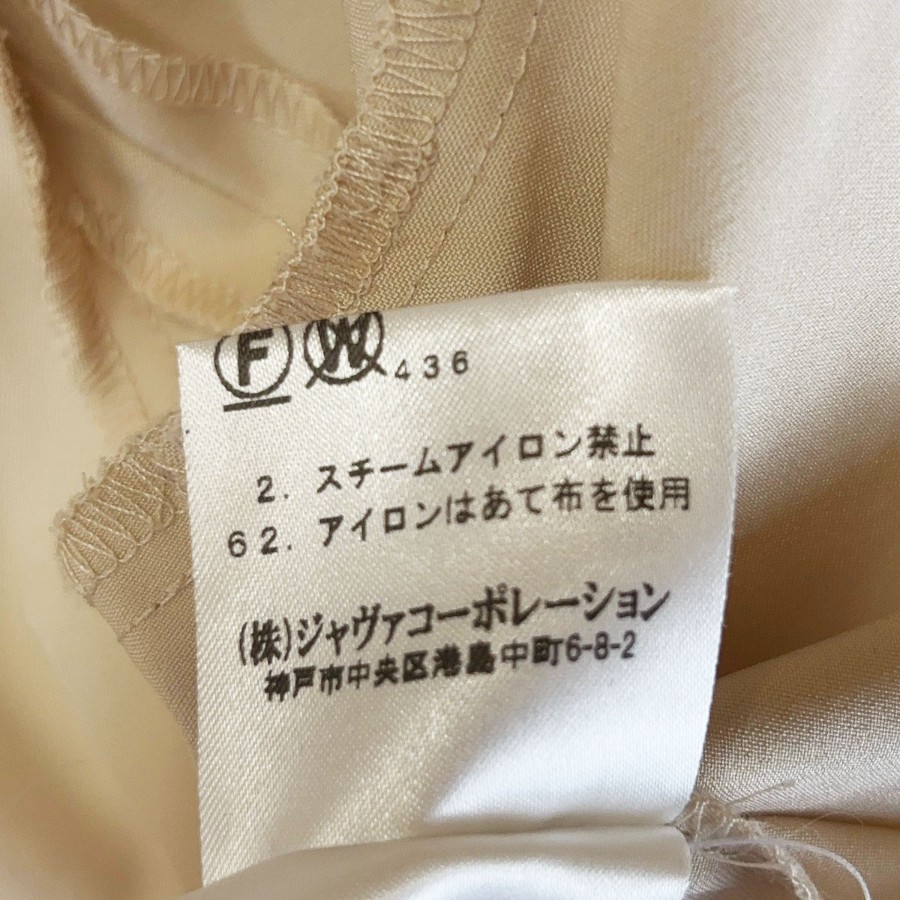 F W 436
2. スチームアイロン禁止
62. アイロンはあて布を使用
(株)ジャヴァコーポレーション
神戸市中央区港島中町6-8-2